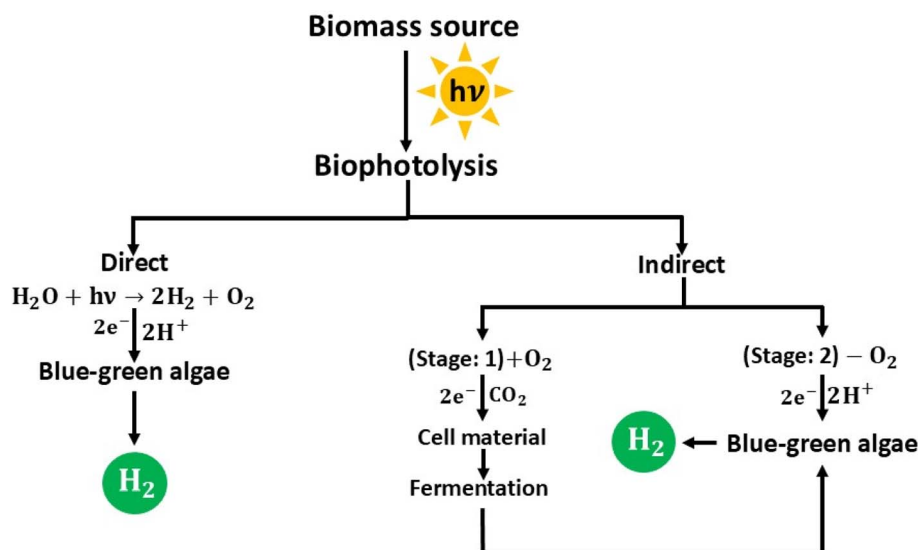 Biomass source
hν
Biophotolysis
Direct
H₂O + hν → 2H₂ + O₂
2e⁻ 2H⁺
Blue-green algae
H₂
Indirect
(Stage: 1)+O₂
2e⁻ CO₂
Cell material
Fermentation
(Stage: 2) − O₂
2e⁻ 2H⁺
Blue-green algae
H₂